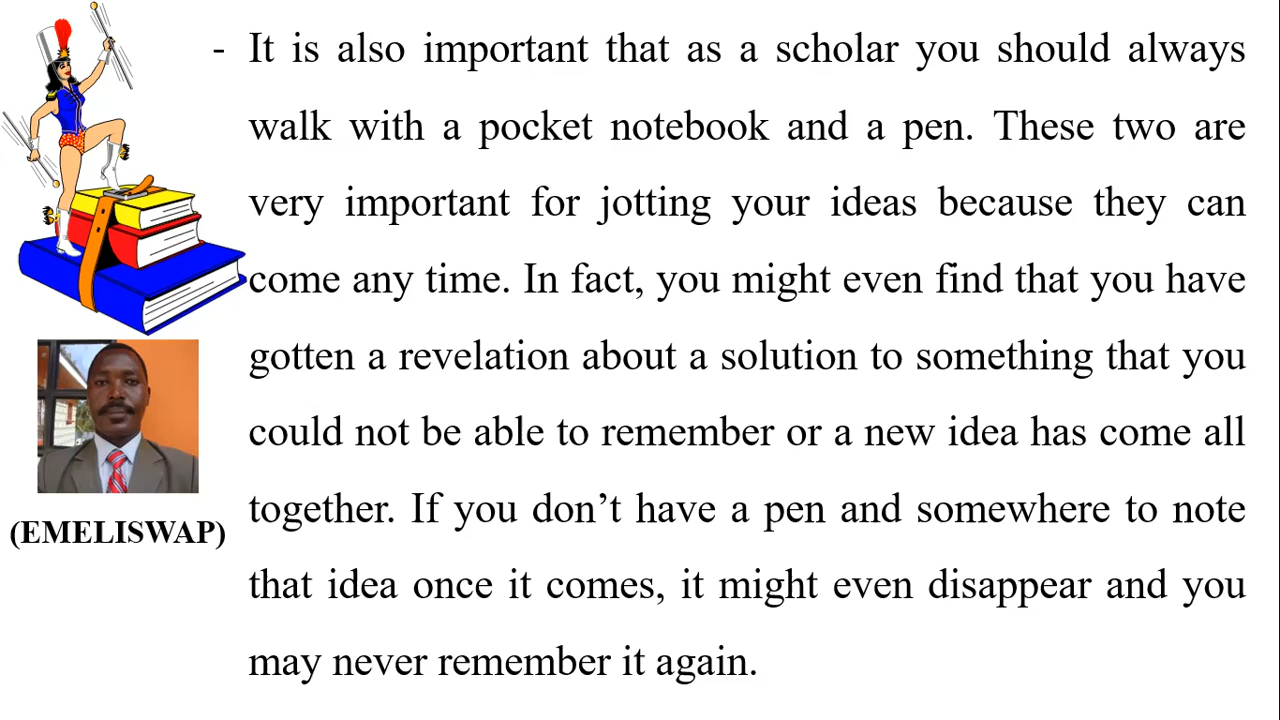 - It is also important that as a scholar you should always
walk with a pocket notebook and a pen. These two are
very important for jotting your ideas because they can
come any time. In fact, you might even find that you have
gotten a revelation about a solution to something that you
could not be able to remember or a new idea has come all
together. If you don’t have a pen and somewhere to note
that idea once it comes, it might even disappear and you
may never remember it again.
(EMELISWAP)